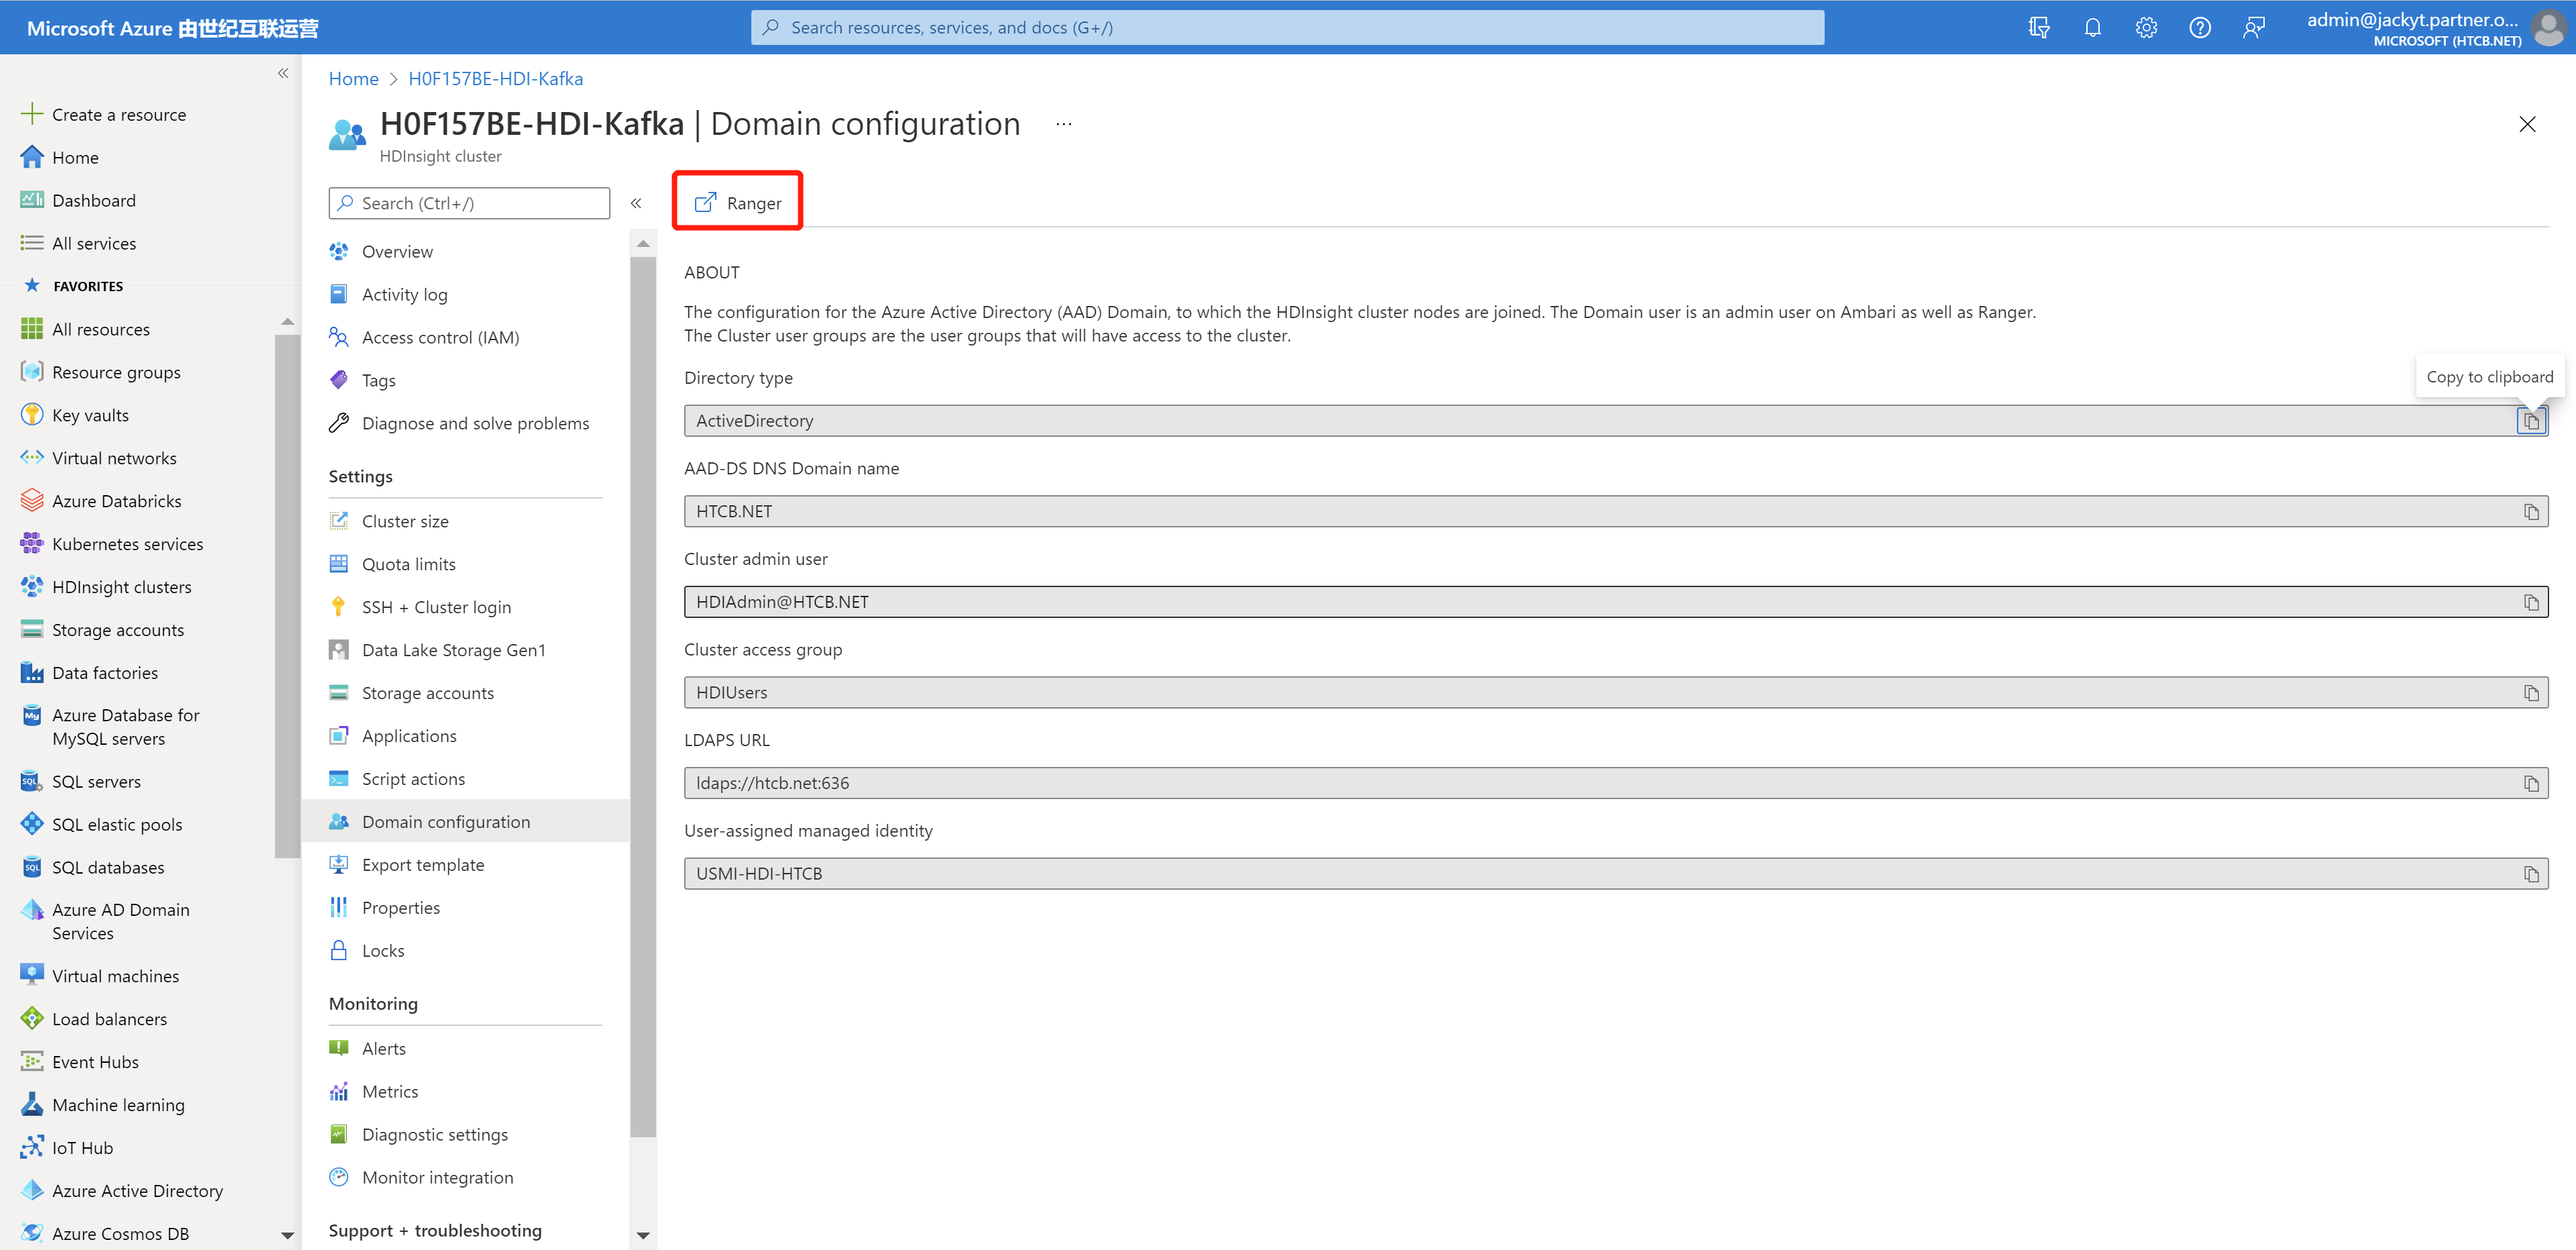 Microsoft Azure 由世纪互联运营
Search resources, services, and docs (G+/)
admin@jackyt.partner.o...
MICROSOFT (HTCB.NET)
Create a resource
Home
Dashboard
All services
FAVORITES
All resources
Resource groups
Key vaults
Virtual networks
Azure Databricks
Kubernetes services
HDInsight clusters
Storage accounts
Data factories
Azure Database for
MySQL servers
SQL servers
SQL elastic pools
SQL databases
Azure AD Domain
Services
Virtual machines
Load balancers
Event Hubs
Machine learning
IoT Hub
Azure Active Directory
Azure Cosmos DB
Home > H0F157BE-HDI-Kafka
H0F157BE-HDI-Kafka | Domain configuration ...
HDInsight cluster
Search (Ctrl+/)
Overview
Activity log
Access control (IAM)
Tags
Diagnose and solve problems
Settings
Cluster size
Quota limits
SSH + Cluster login
Data Lake Storage Gen1
Storage accounts
Applications
Script actions
Domain configuration
Export template
Properties
Locks
Monitoring
Alerts
Metrics
Diagnostic settings
Monitor integration
Support + troubleshooting
Ranger
ABOUT
The configuration for the Azure Active Directory (AAD) Domain, to which the HDInsight cluster nodes are joined. The Domain user is an admin user on Ambari as well as Ranger.
The Cluster user groups are the user groups that will have access to the cluster.
Copy to clipboard
Directory type
ActiveDirectory
AAD-DS DNS Domain name
HTCB.NET
Cluster admin user
HDIAdmin@HTCB.NET
Cluster access group
HDIUsers
LDAPS URL
ldaps://htcb.net:636
User-assigned managed identity
USMI-HDI-HTCB